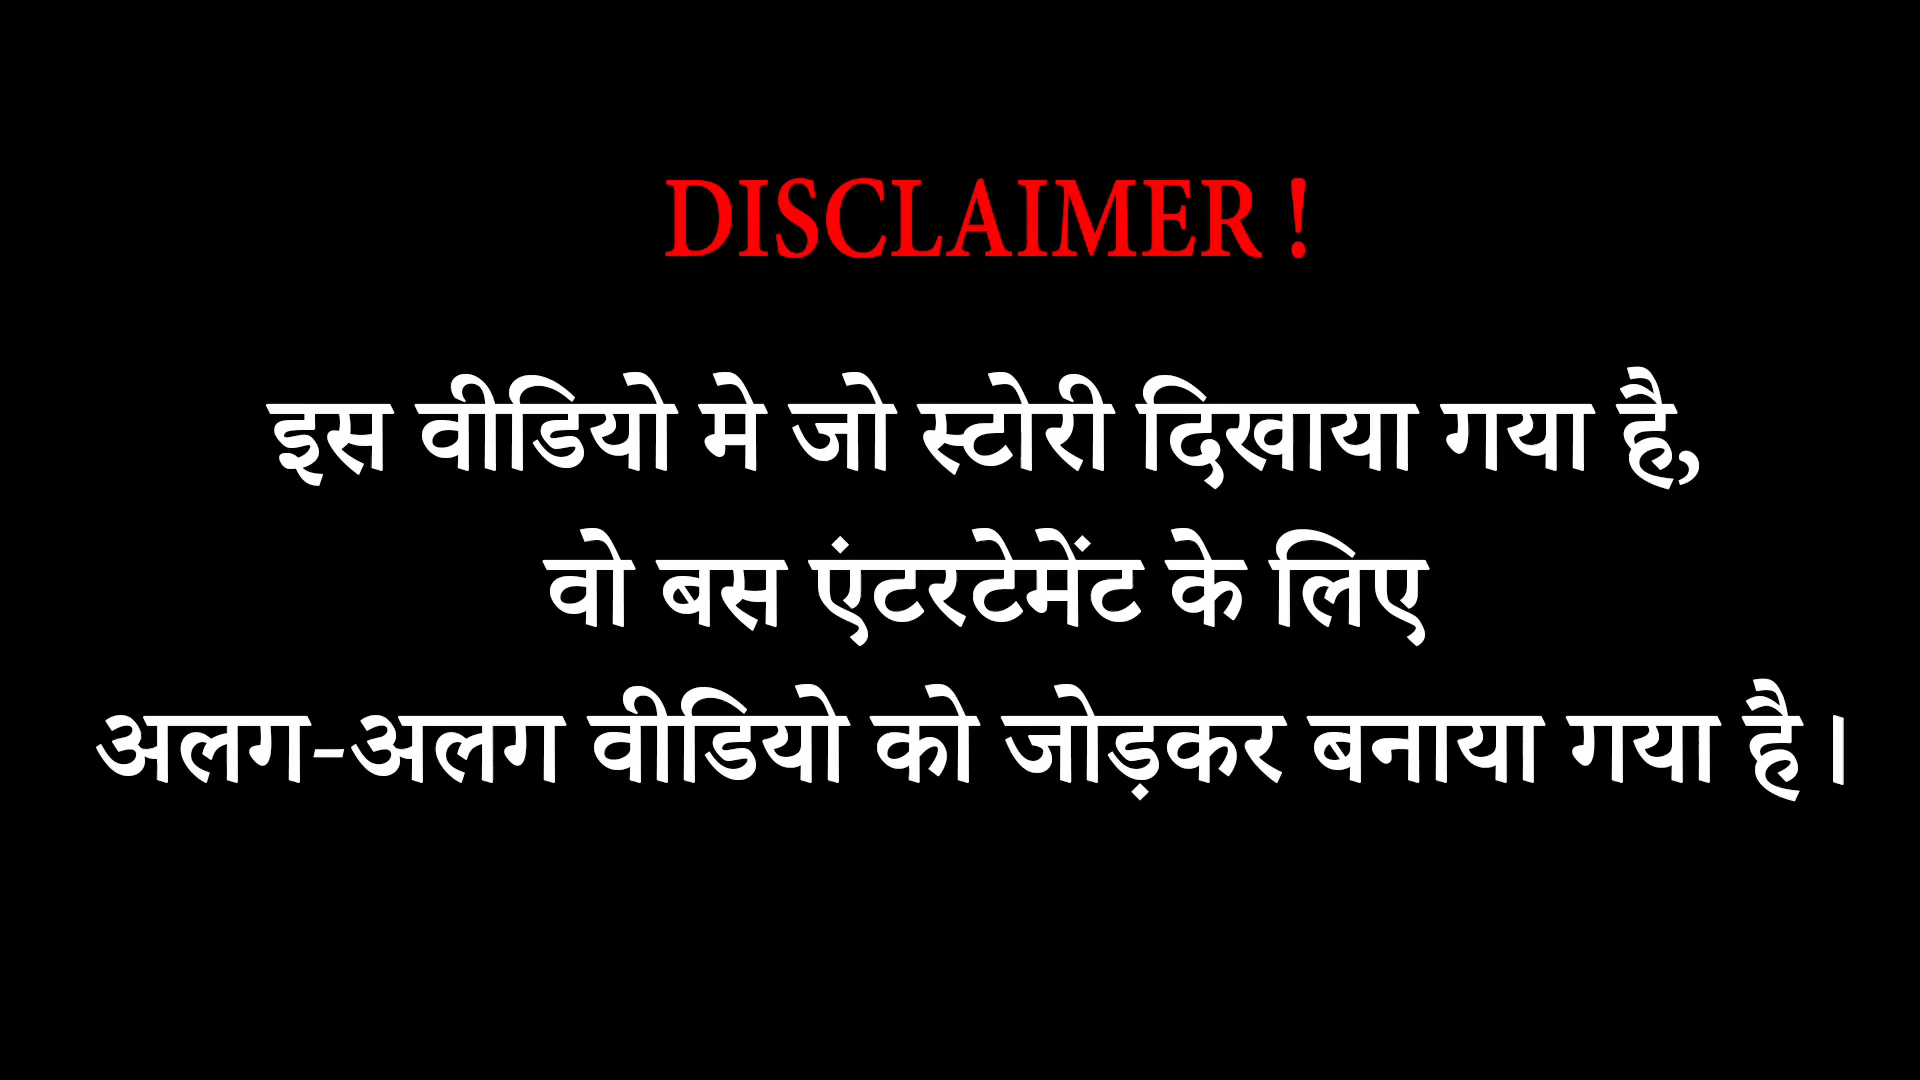 DISCLAIMER !
इस वीडियो मे जो स्टोरी दिखाया गया है,
वो बस एंटरटेमेंट के लिए
अलग-अलग वीडियो को जोड़कर बनाया गया है।